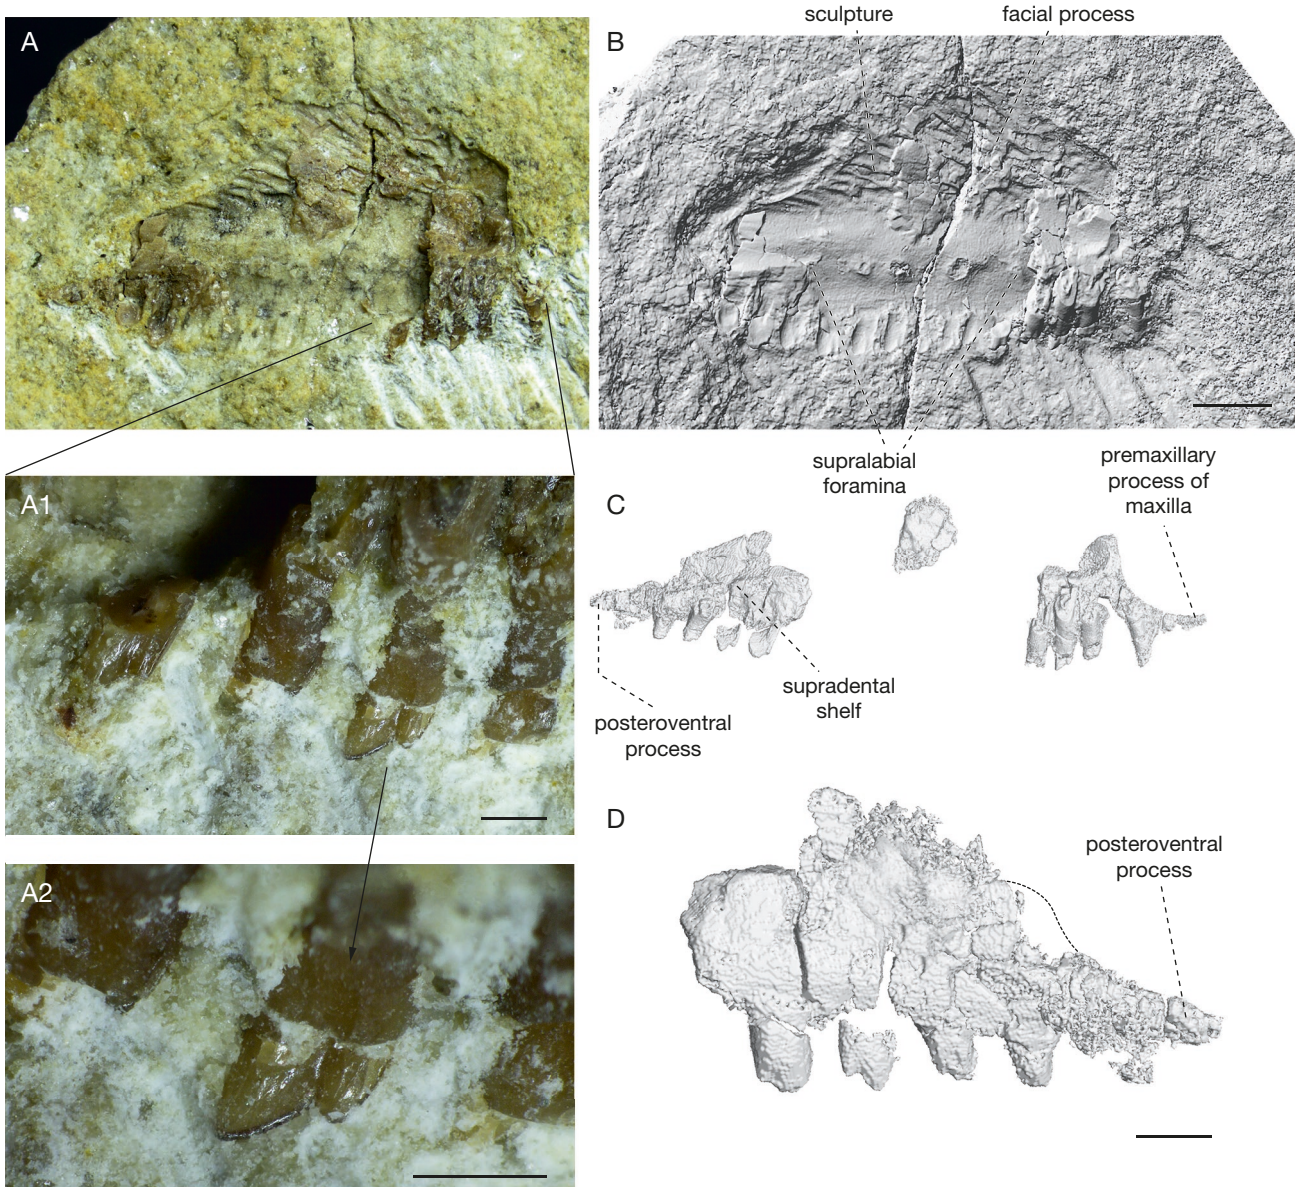 A
B
sculpture
facial process
supralabial
foramina
A1
C
premaxillary
process of
maxilla
supradental
shelf
posteroventral
process
A2
D
posteroventral
process